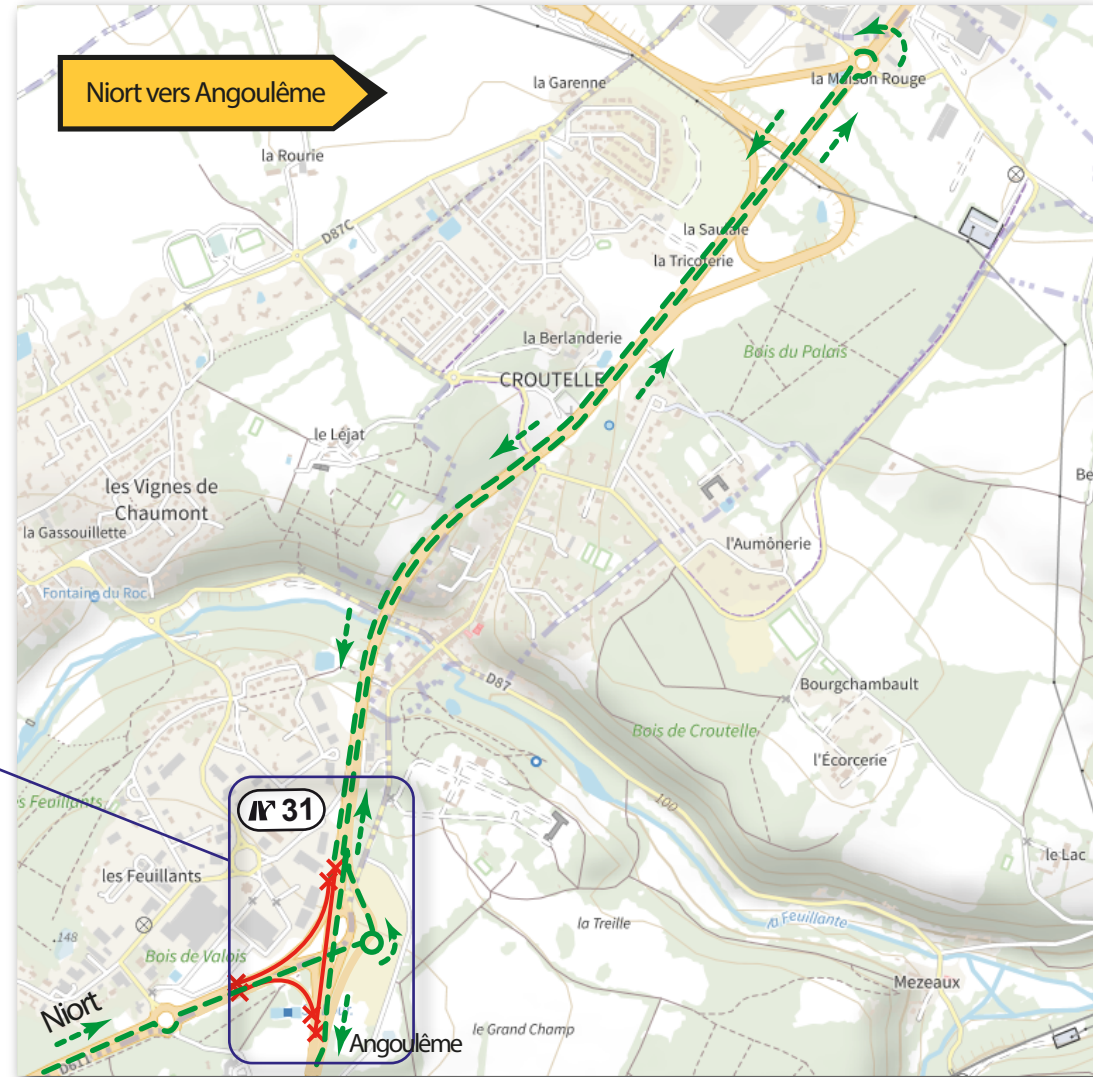 Niort vers Angoulême
la Garenne
la Maison Rouge
la Rourie
D87C
la Saulaie
la Tricoterie
la Berlanderie
Bois du Palais
CROUTELLE
le Léjat
les Vignes de
Chaumont
la Gassouillette
l'Aumônerie
Fontaine du Roc
D87
Bourgchambault
Bois de Croutelle
l'Écorcerie
s Feuillants
31
100
le Lac
les Feuillants
la Treille
la Feuillante
148
Bois de Valois
Mezeaux
Niort
le Grand Champ
Angoulême
D611